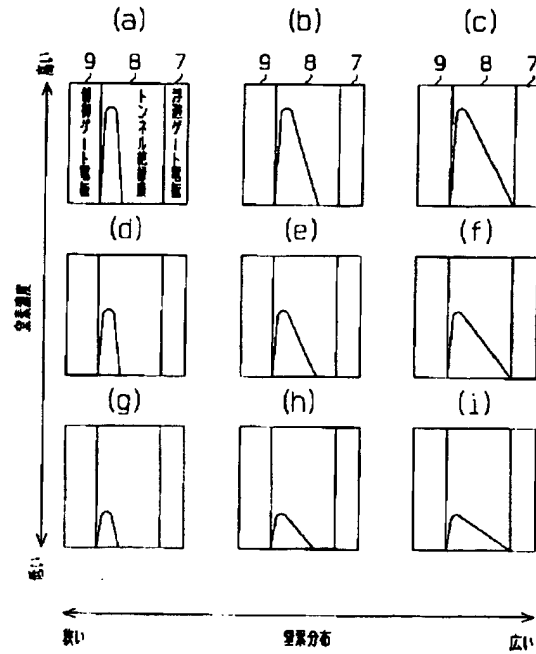 (a) (b) (c)
高い
9 8 7 9 8 7 9 8 7
制御ゲート電極
トンネル絶縁膜
浮遊ゲート電極
(d) (e) (f)
窒素濃度
(g) (h) (i)
低い
狭い 窒素分布 広い